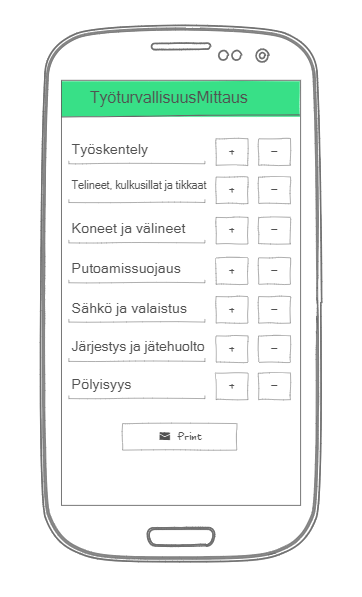 TyöturvallisuusMittaus
Työskentely + −
Telineet, kulkusillat ja tikkaat + −
Koneet ja välineet + −
Putoamissuojaus + −
Sähkö ja valaistus + −
Järjestys ja jätehuolto + −
Pölyisyys + −
Print